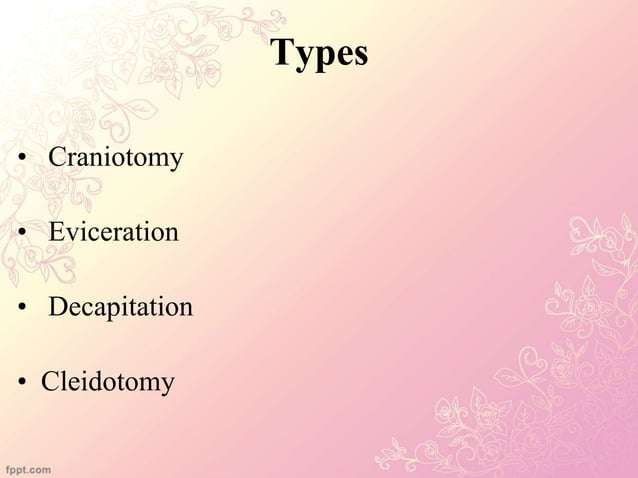 Types
• Craniotomy
• Eviceration
• Decapitation
• Cleidotomy
fppt.com